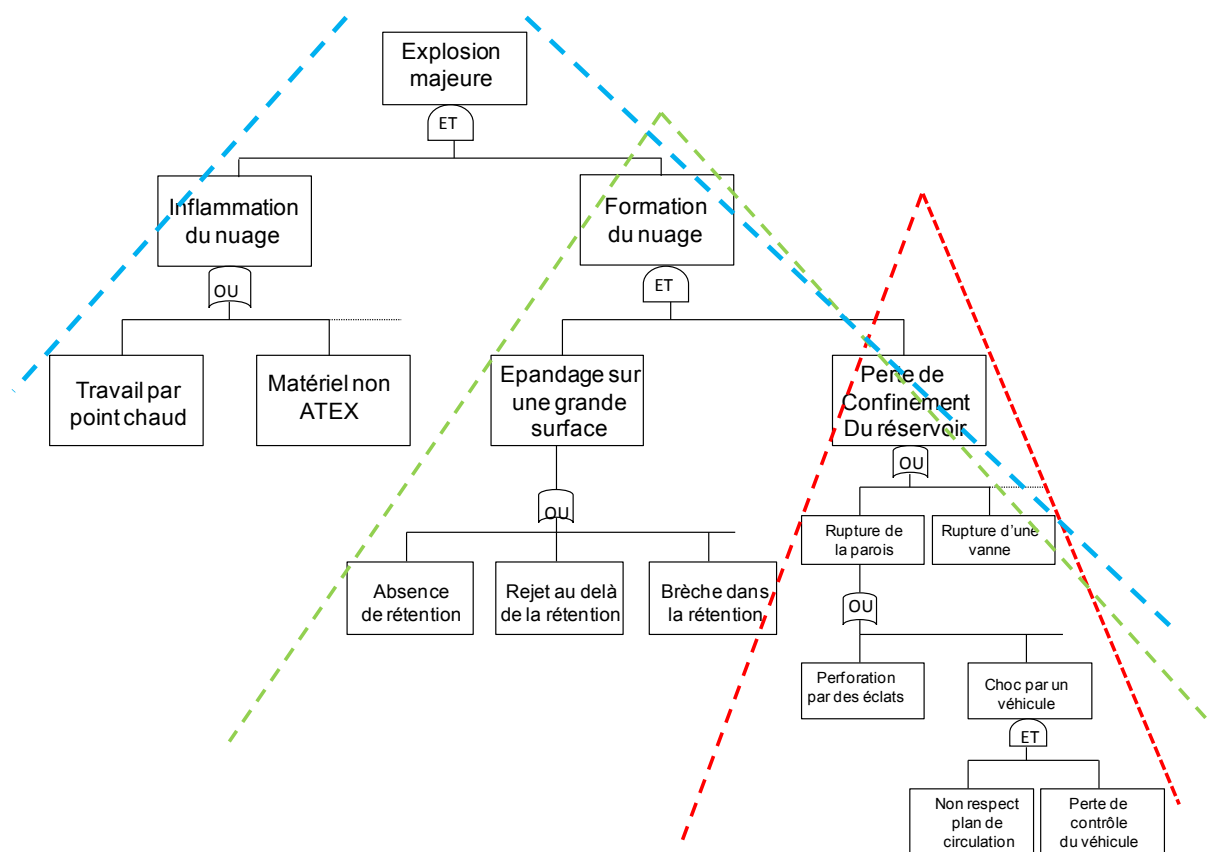 Explosion
majeure
ET
Inflammation
du nuage
Formation
du nuage
OU
ET
Travail par
point chaud
Matériel non
ATEX
Epandage sur
une grande
surface
Perte de
Confinement
Du réservoir
OU
OU
Rupture de
la parois
Rupture d'une
vanne
Absence
de rétention
Rejet au delà
de la rétention
Brèche dans
la rétention
OU
Perforation
par des éclats
Choc par un
véhicule
ET
Non respect
plan de
circulation
Perte de
contrôle
du véhicule